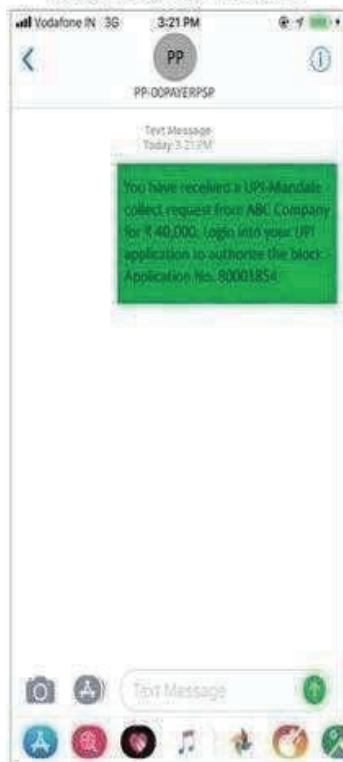 Vodafone IN 3G 3:21 PM
PP
PP-OOPAYERPSP
Text Message
Today 3:21 PM
You have received a UPI-Mandate
collect request from ABC Company
for ₹ 40,000. Login into your UPI
application to authorize the block.
Application No. 80001854
Text Message